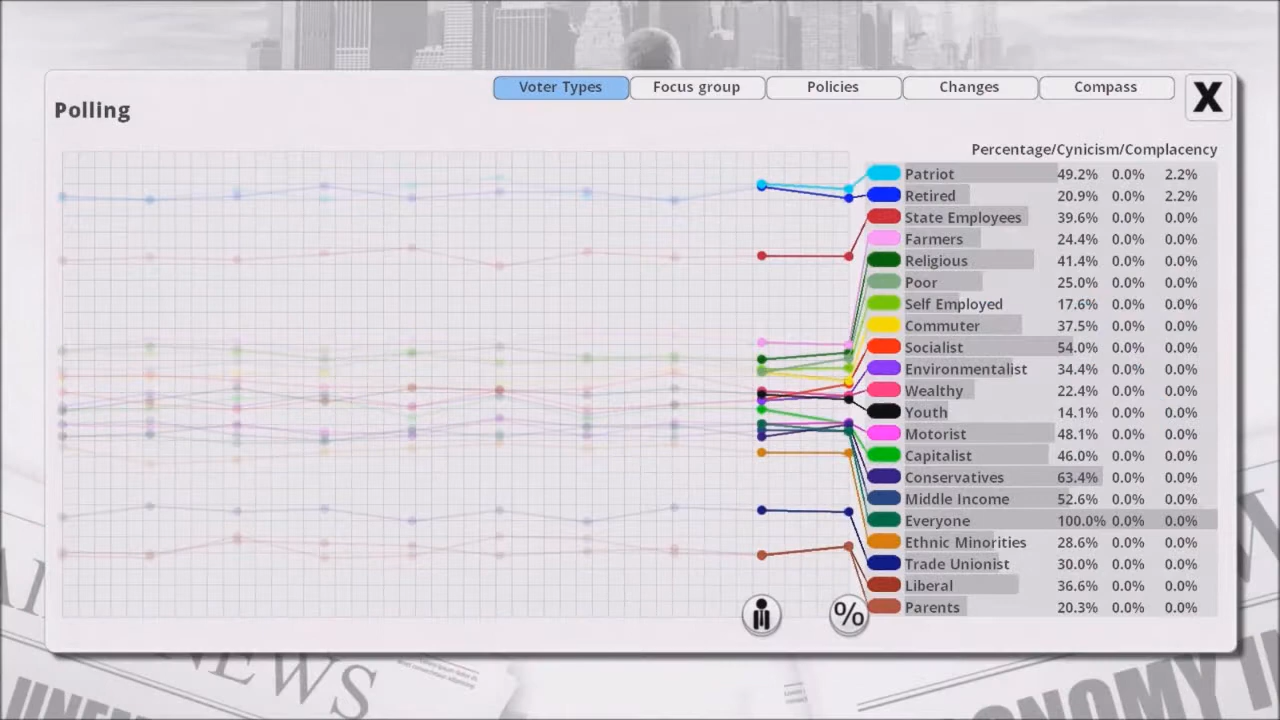 Voter Types Focus group Policies Changes Compass
Polling
X
Percentage/Cynicism/Complacency
Patriot 49.2% 0.0% 2.2%
Retired 20.9% 0.0% 2.2%
State Employees 39.6% 0.0% 0.0%
Farmers 24.4% 0.0% 0.0%
Religious 41.4% 0.0% 0.0%
Poor 25.0% 0.0% 0.0%
Self Employed 17.6% 0.0% 0.0%
Commuter 37.5% 0.0% 0.0%
Socialist 54.0% 0.0% 0.0%
Environmentalist 34.4% 0.0% 0.0%
Wealthy 22.4% 0.0% 0.0%
Youth 14.1% 0.0% 0.0%
Motorist 48.1% 0.0% 0.0%
Capitalist 46.0% 0.0% 0.0%
Conservatives 63.4% 0.0% 0.0%
Middle Income 52.6% 0.0% 0.0%
Everyone 100.0% 0.0% 0.0%
Ethnic Minorities 28.6% 0.0% 0.0%
Trade Unionist 30.0% 0.0% 0.0%
Liberal 36.6% 0.0% 0.0%
Parents 20.3% 0.0% 0.0%
%
NEWS